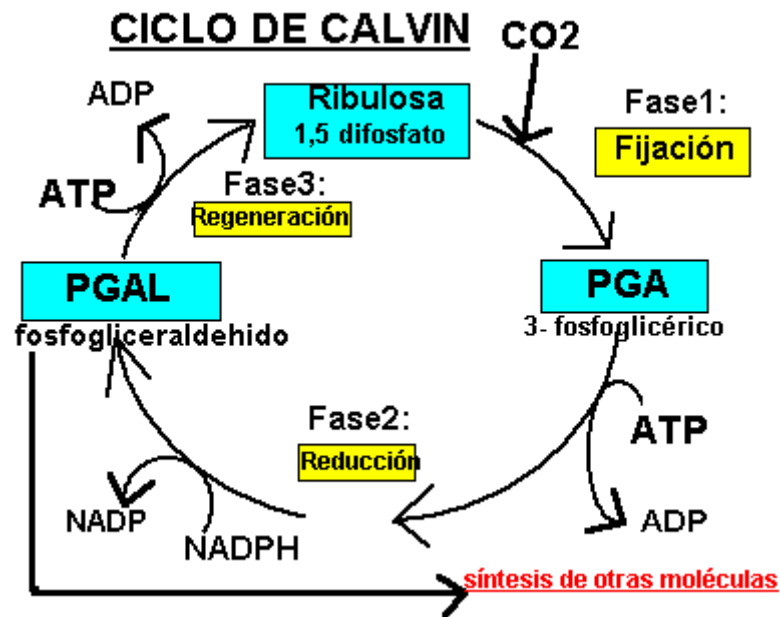 CICLO DE CALVIN
CO2
ADP
Ribulosa
1,5 difosfato
Fase1:
Fijación
ATP
Fase3:
Regeneración
PGAL
fosfogliceraldehido
PGA
3- fosfoglicérico
Fase2:
Reducción
ATP
NADP
NADPH
ADP
síntesis de otras moléculas